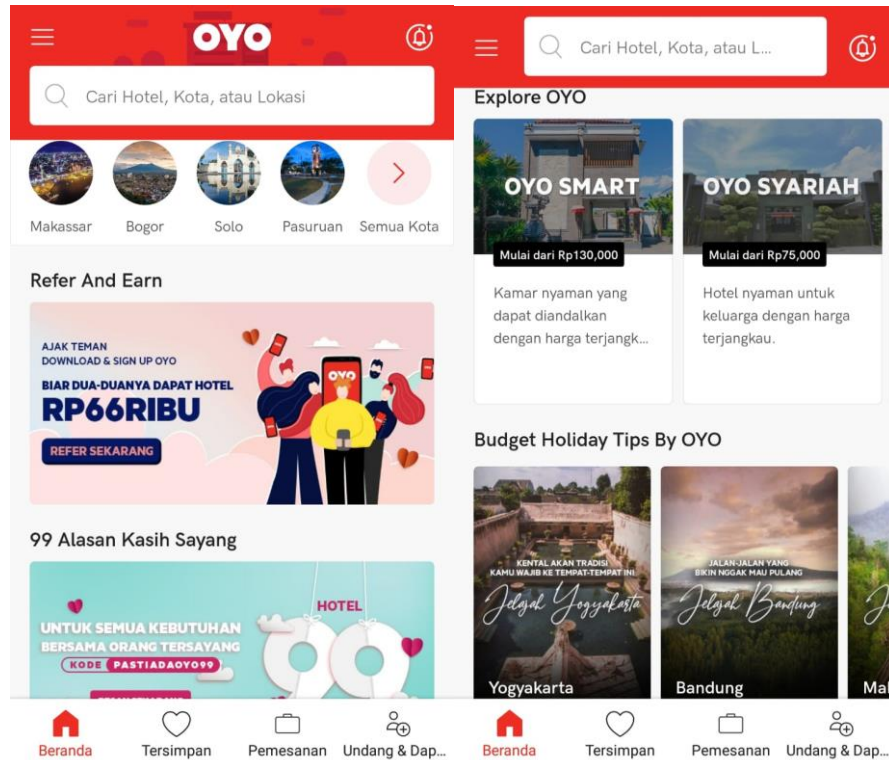 OYO
Cari Hotel, Kota, atau Lokasi
Makassar
Bogor
Solo
Pasuruan
Semua Kota
Refer And Earn
AJAK TEMAN
DOWNLOAD & SIGN UP OYO
BIAR DUA-DUANYA DAPAT HOTEL
RP66RIBU
REFER SEKARANG
OYO
99 Alasan Kasih Sayang
UNTUK SEMUA KEBUTUHAN
BERSAMA ORANG TERSAYANG
KODE PASTIADAOYO99
HOTEL
99
Beranda
Tersimpan
Pemesanan
Undang & Dap...
Cari Hotel, Kota, atau L...
Explore OYO
OYO SMART
Mulai dari Rp130,000
Kamar nyaman yang
dapat diandalkan
dengan harga terjangk...
OYO SYARIAH
Mulai dari Rp75,000
Hotel nyaman untuk
keluarga dengan harga
terjangkau.
Budget Holiday Tips By OYO
KENTAL AKAN TRADISI
KAMU WAJIB KE TEMPAT-TEMPAT INI
Jelajah Yogyakarta
Yogyakarta
JALAN-JALAN YANG
BIKIN NGGAK MAU PULANG
Jelajah Bandung
Bandung
Mal
Beranda
Tersimpan
Pemesanan
Undang & Dap...